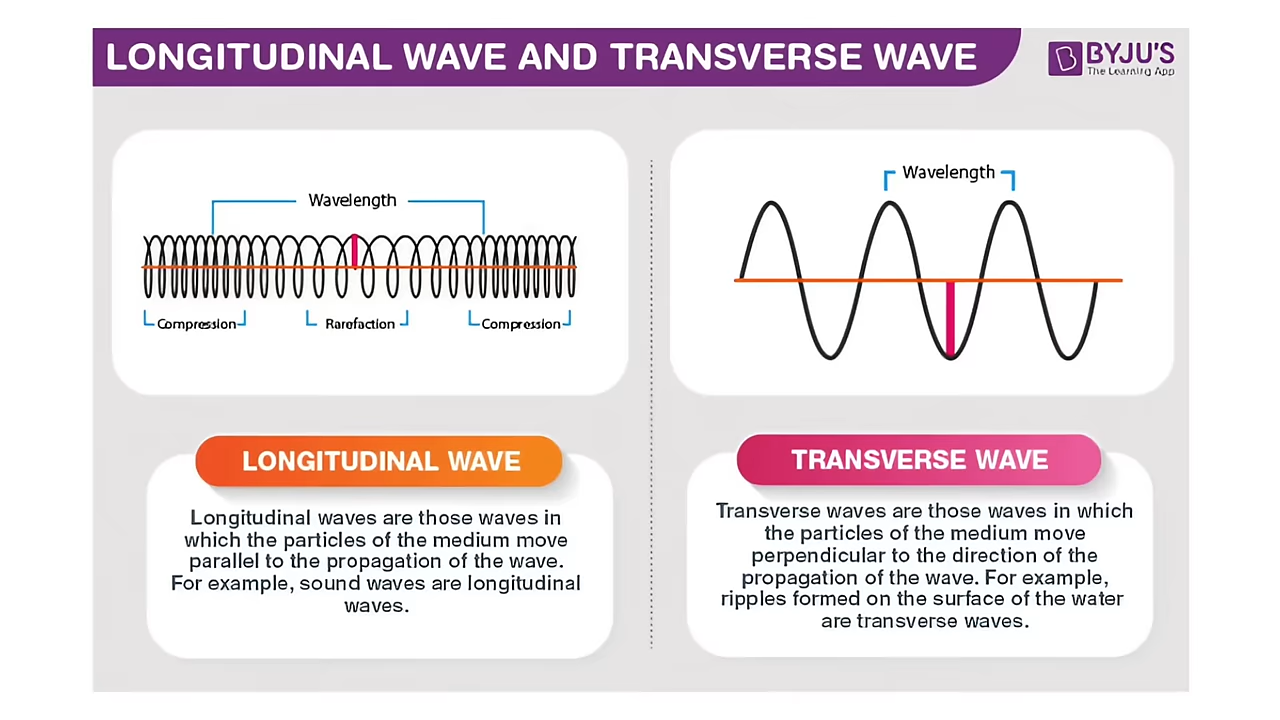 LONGITUDINAL WAVE AND TRANSVERSE WAVE
BYJU'S
The Learning App
Wavelength
Compression
Rarefaction
Compression
Wavelength
LONGITUDINAL WAVE
Longitudinal waves are those waves in
which the particles of the medium move
parallel to the propagation of the wave.
For example, sound waves are longitudinal
waves.
TRANSVERSE WAVE
Transverse waves are those waves in which
the particles of the medium move
perpendicular to the direction of the
propagation of the wave. For example,
ripples formed on the surface of the water
are transverse waves.